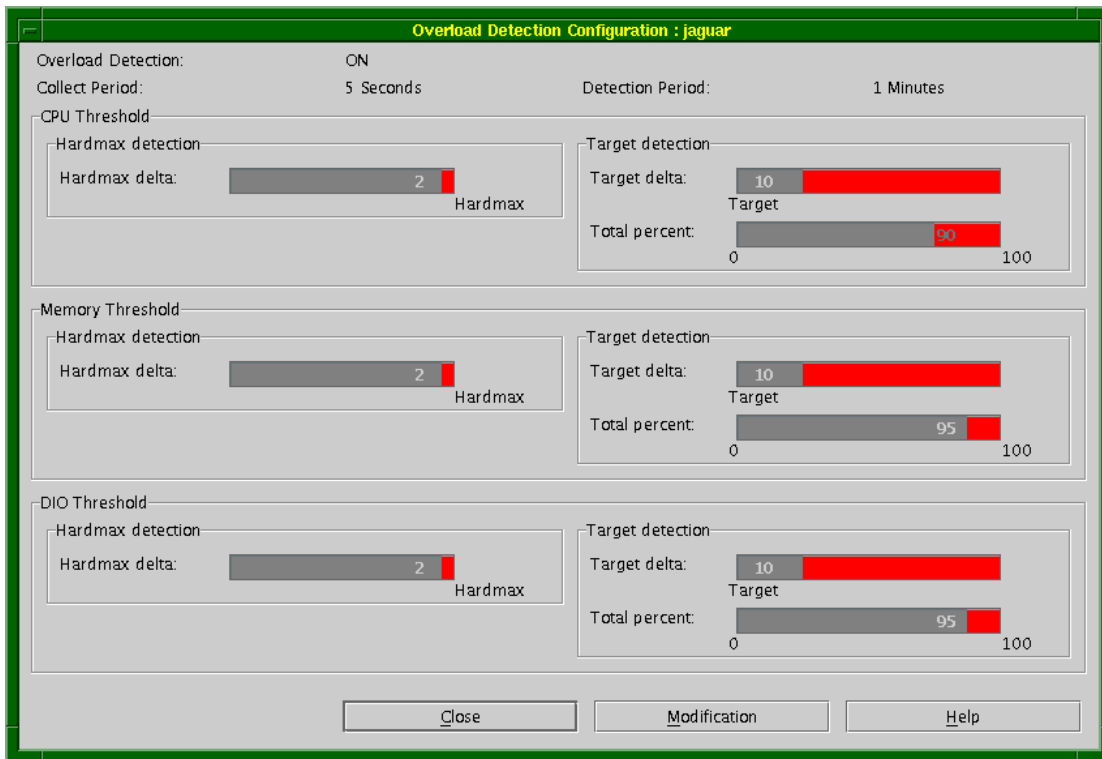 Overload Detection Configuration : jaguar
Overload Detection: ON
Collect Period: 5 Seconds Detection Period: 1 Minutes
CPU Threshold
Hardmax detection
Hardmax delta: 2
Hardmax
Target detection
Target delta: 10
Target
Total percent: 90
0 100
Memory Threshold
Hardmax detection
Hardmax delta: 2
Hardmax
Target detection
Target delta: 10
Target
Total percent: 95
0 100
DIO Threshold
Hardmax detection
Hardmax delta: 2
Hardmax
Target detection
Target delta: 10
Target
Total percent: 95
0 100
Close Modification Help